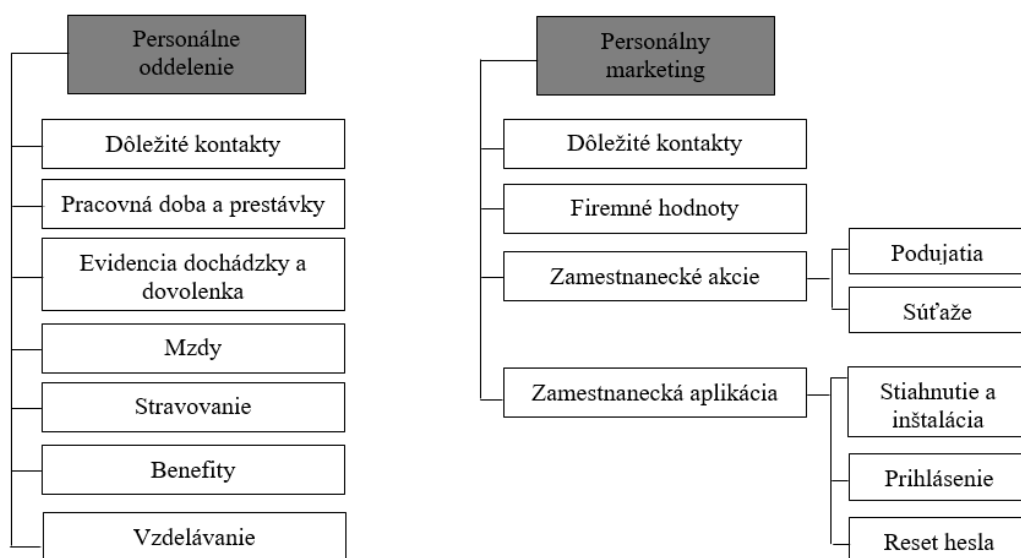 Personálne
oddelenie
Dôležité kontakty
Pracovná doba a prestávky
Evidencia dochádzky a
dovolenka
Mzdy
Stravovanie
Benefity
Vzdelávanie
Personálny
marketing
Dôležité kontakty
Firemné hodnoty
Zamestnanecké akcie
Podujatia
Súťaže
Zamestnanecká aplikácia
Stiahnutie a
inštalácia
Prihlásenie
Reset hesla